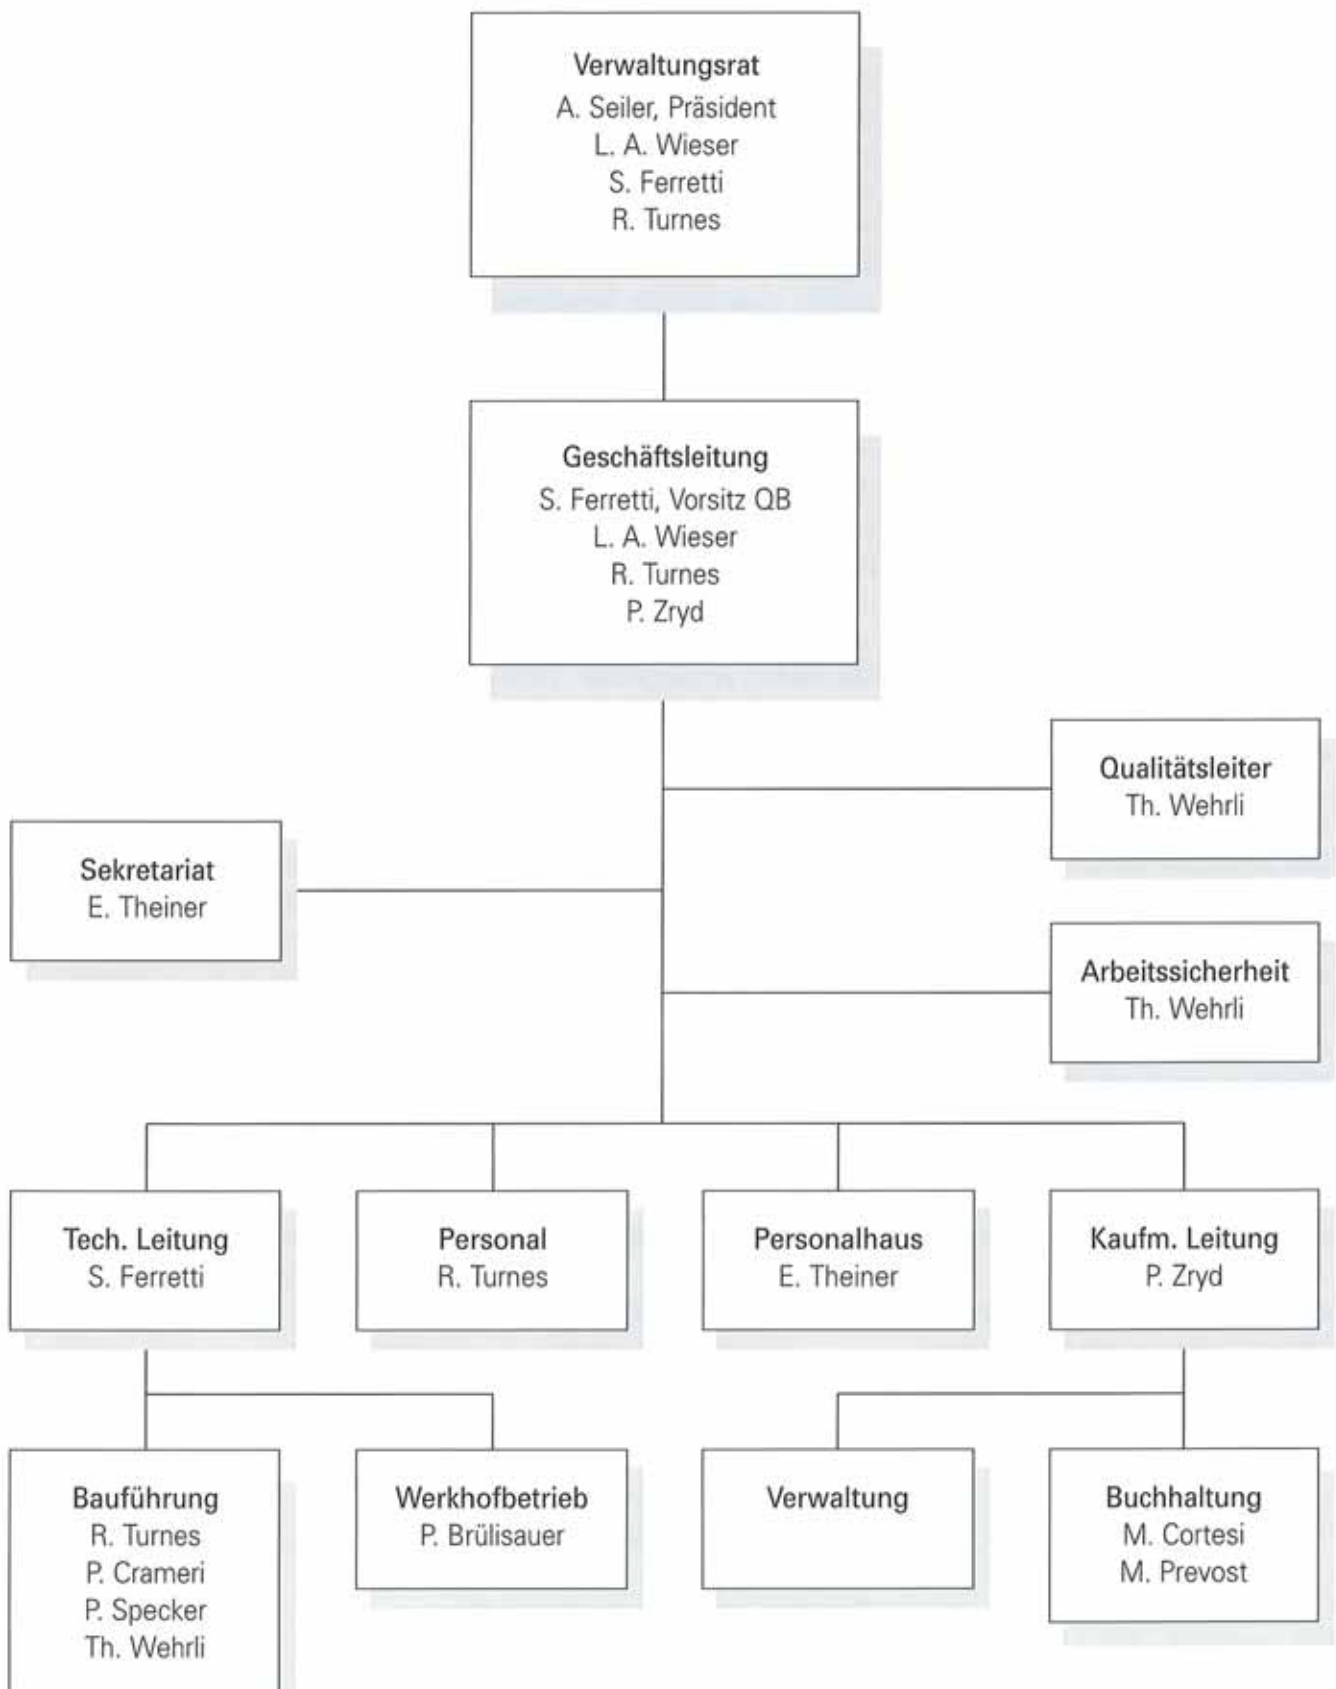 Verwaltungsrat
A. Seiler, Präsident
L. A. Wieser
S. Ferretti
R. Turnes
Geschäftsleitung
S. Ferretti, Vorsitz QB
L. A. Wieser
R. Turnes
P. Zryd
Qualitätsleiter
Th. Wehrli
Sekretariat
E. Theiner
Arbeitssicherheit
Th. Wehrli
Tech. Leitung
S. Ferretti
Personal
R. Turnes
Personalhaus
E. Theiner
Kaufm. Leitung
P. Zryd
Bauführung
R. Turnes
P. Crameri
P. Specker
Th. Wehrli
Werkhofbetrieb
P. Brülisauer
Verwaltung
Buchhaltung
M. Cortesi
M. Prevost